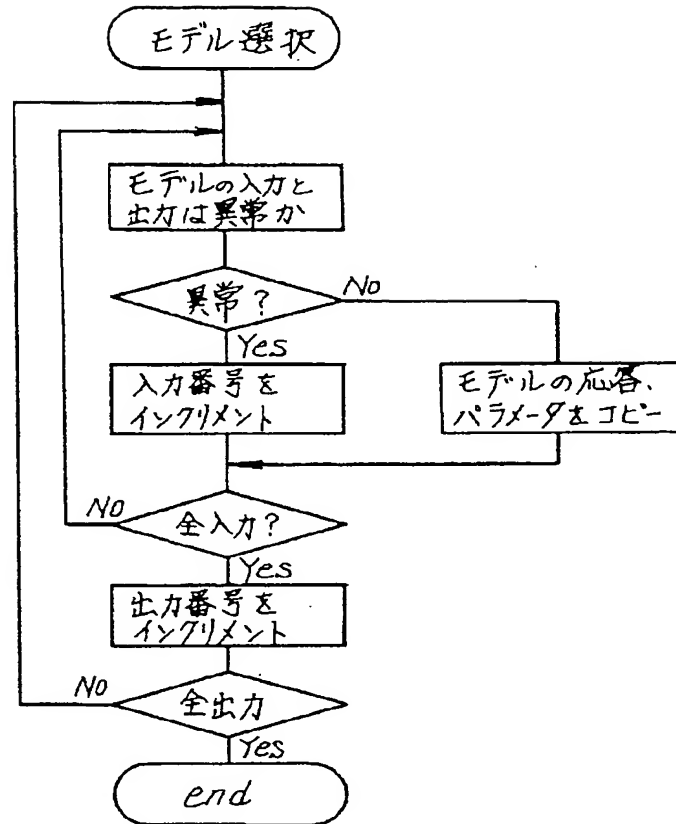 モデル選択
モデルの入力と
出力は異常か
異常?
No
Yes
入力番号を
インクリメント
モデルの応答、
パラメータをコピー
No
全入力?
Yes
出力番号を
インクリメント
No
全出力
Yes
end